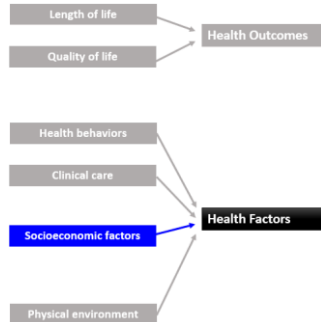 Length of life
Health Outcomes
Quality of life
Health behaviors
Clinical care
Health Factors
Socioeconomic factors
Physical environment